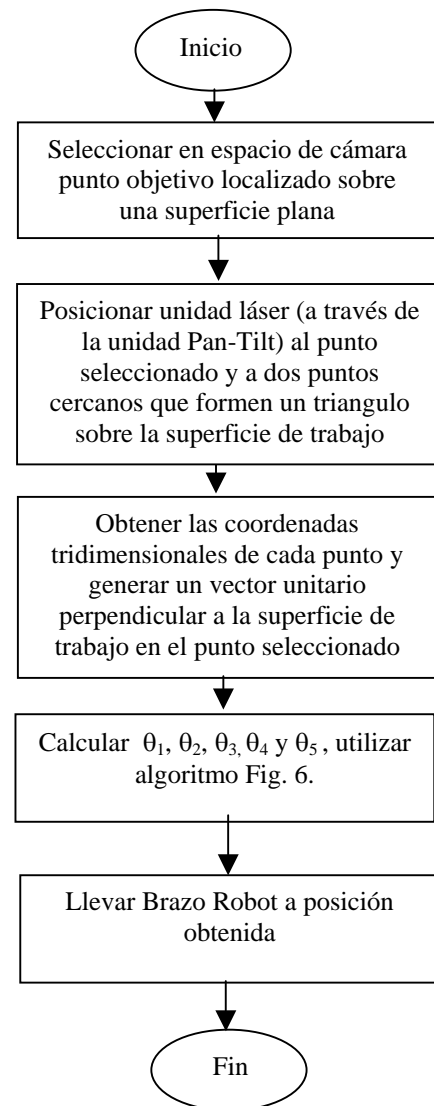 Inicio
Seleccionar en espacio de cámara
punto objetivo localizado sobre
una superficie plana
Posicionar unidad láser (a través de
la unidad Pan-Tilt) al punto
seleccionado y a dos puntos
cercanos que formen un triangulo
sobre la superficie de trabajo
Obtener las coordenadas
tridimensionales de cada punto y
generar un vector unitario
perpendicular a la superficie de
trabajo en el punto seleccionado
Calcular θ₁, θ₂, θ₃, θ₄ y θ₅ , utilizar
algoritmo Fig. 6.
Llevar Brazo Robot a posición
obtenida
Fin